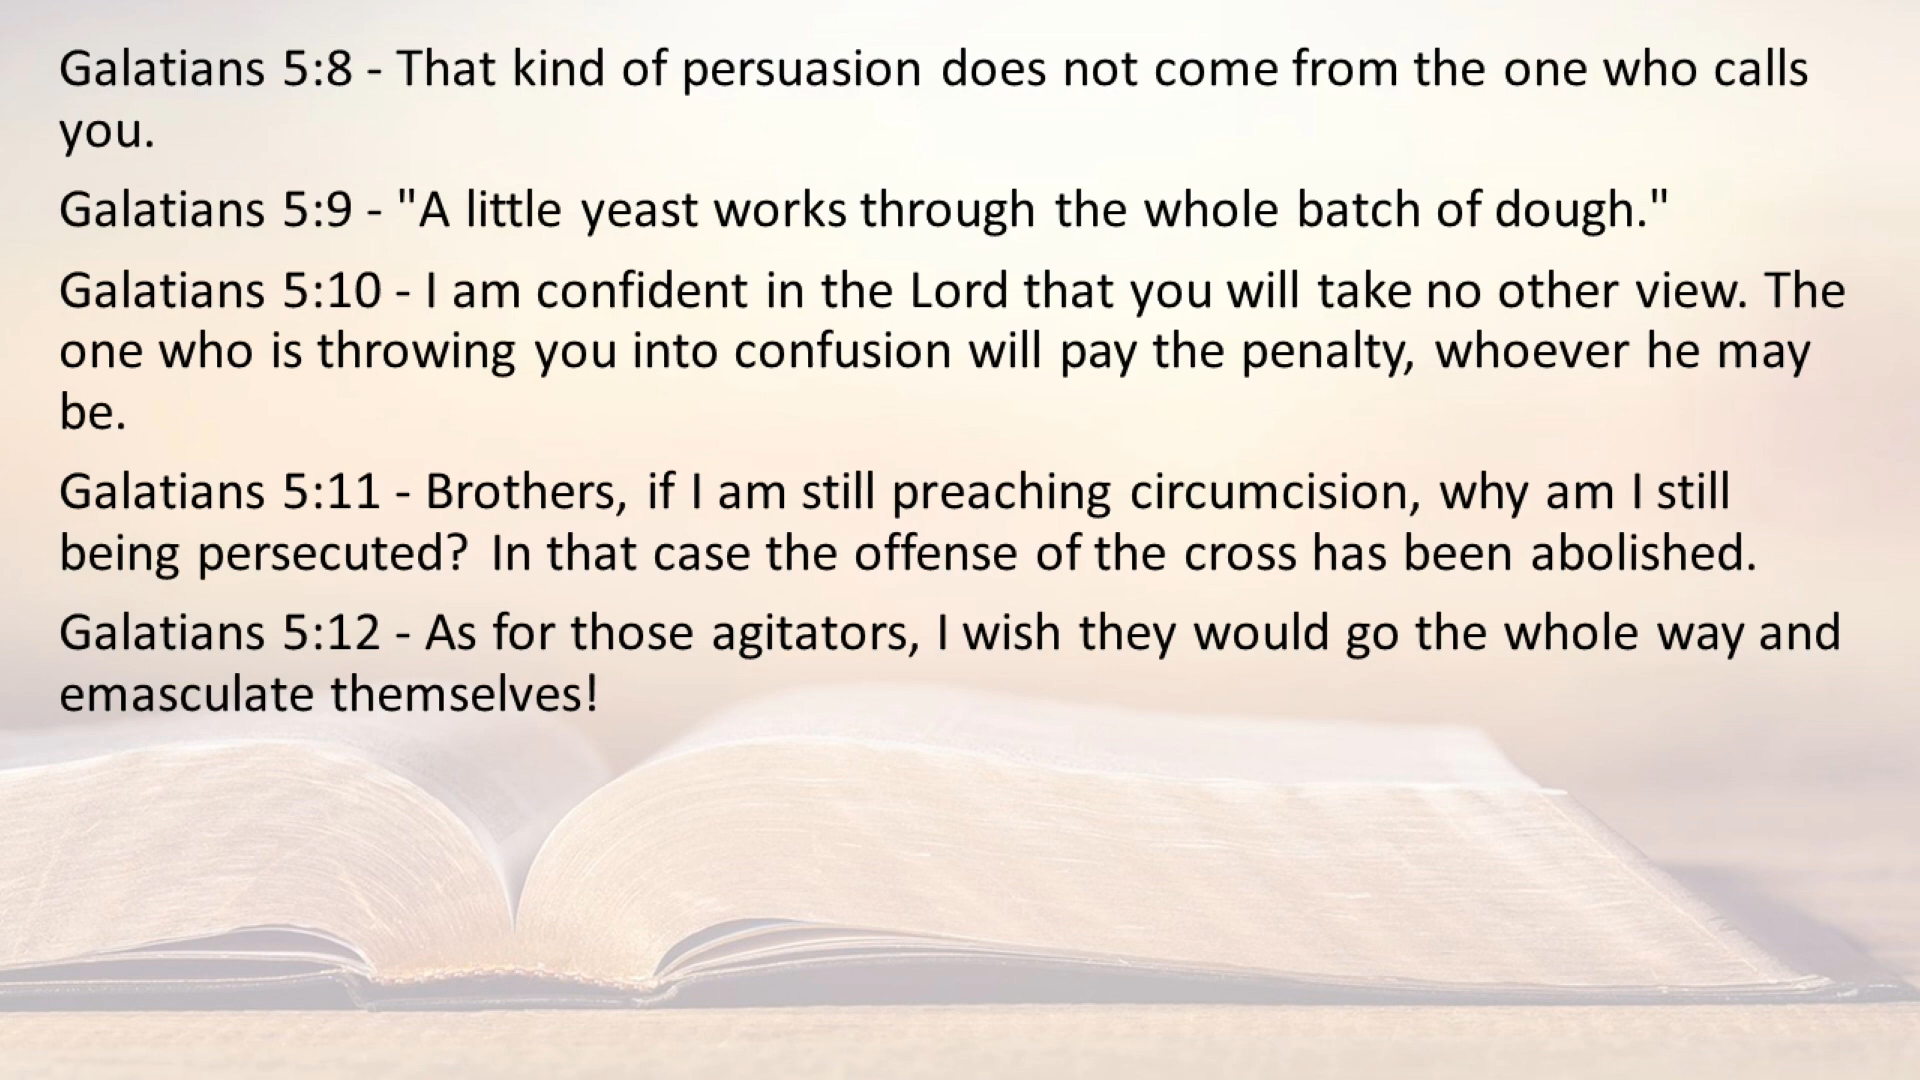 Galatians 5:8 - That kind of persuasion does not come from the one who calls
you.
Galatians 5:9 - "A little yeast works through the whole batch of dough."
Galatians 5:10 - I am confident in the Lord that you will take no other view. The
one who is throwing you into confusion will pay the penalty, whoever he may
be.
Galatians 5:11 - Brothers, if I am still preaching circumcision, why am I still
being persecuted? In that case the offense of the cross has been abolished.
Galatians 5:12 - As for those agitators, I wish they would go the whole way and
emasculate themselves!